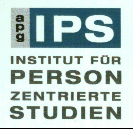 apg IPS
INSTITUT FÜR
PERSON
ZENTRIERTE
STUDIEN